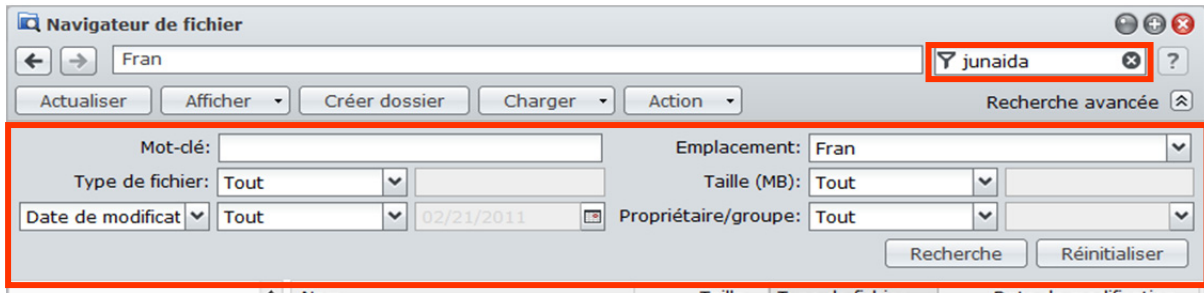 Navigateur de fichier
Fran junaida ?
Actualiser Afficher Créer dossier Charger Action Recherche avancée
Mot-clé: Emplacement: Fran
Type de fichier: Tout Taille (MB): Tout
Date de modificat Tout 02/21/2011 Propriétaire/groupe: Tout
Recherche Réinitialiser